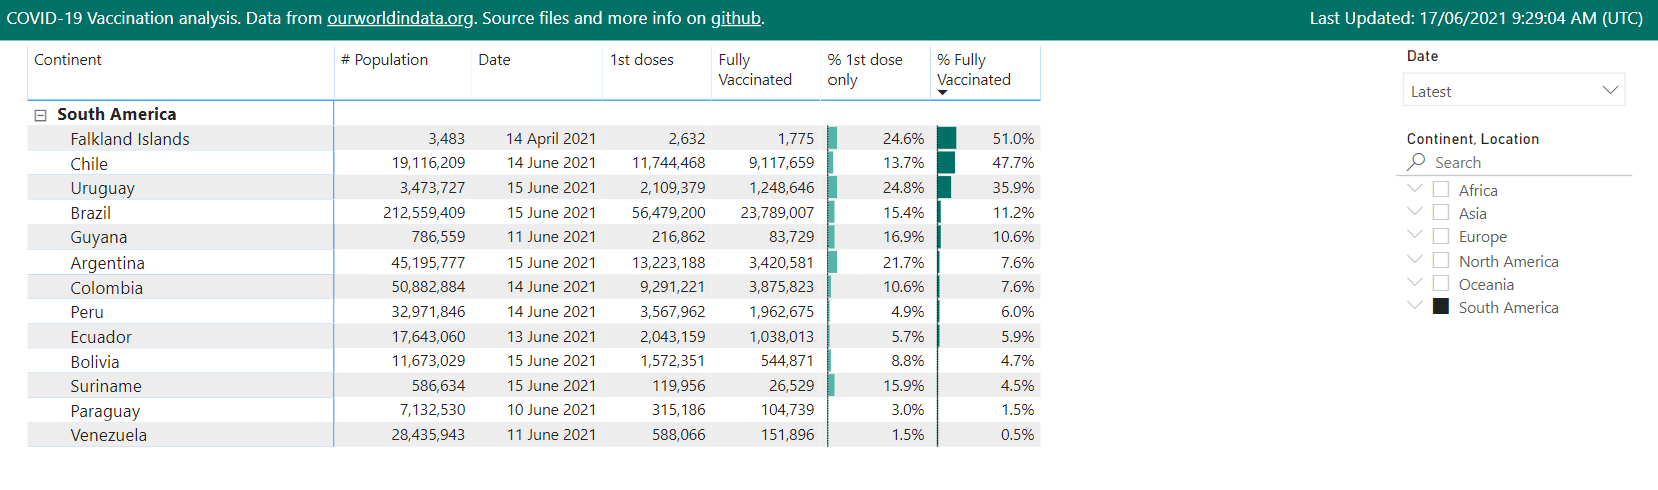 COVID-19 Vaccination analysis. Data from ourworldindata.org. Source files and more info on github. Last Updated: 17/06/2021 9:29:04 AM (UTC)
Continent # Population Date 1st doses Fully Vaccinated % 1st dose only % Fully Vaccinated
South America
Falkland Islands 3,483 14 April 2021 2,632 1,775 24.6% 51.0%
Chile 19,116,209 14 June 2021 11,744,468 9,117,659 13.7% 47.7%
Uruguay 3,473,727 15 June 2021 2,109,379 1,248,646 24.8% 35.9%
Brazil 212,559,409 15 June 2021 56,479,200 23,789,007 15.4% 11.2%
Guyana 786,559 11 June 2021 216,862 83,729 16.9% 10.6%
Argentina 45,195,777 15 June 2021 13,223,188 3,420,581 21.7% 7.6%
Colombia 50,882,884 14 June 2021 9,291,221 3,875,823 10.6% 7.6%
Peru 32,971,846 14 June 2021 3,567,962 1,962,675 4.9% 6.0%
Ecuador 17,643,060 13 June 2021 2,043,159 1,038,013 5.7% 5.9%
Bolivia 11,673,029 15 June 2021 1,572,351 544,871 8.8% 4.7%
Suriname 586,634 15 June 2021 119,956 26,529 15.9% 4.5%
Paraguay 7,132,530 10 June 2021 315,186 104,739 3.0% 1.5%
Venezuela 28,435,943 11 June 2021 588,066 151,896 1.5% 0.5%
Date
Latest
Continent, Location
Search
Africa
Asia
Europe
North America
Oceania
South America